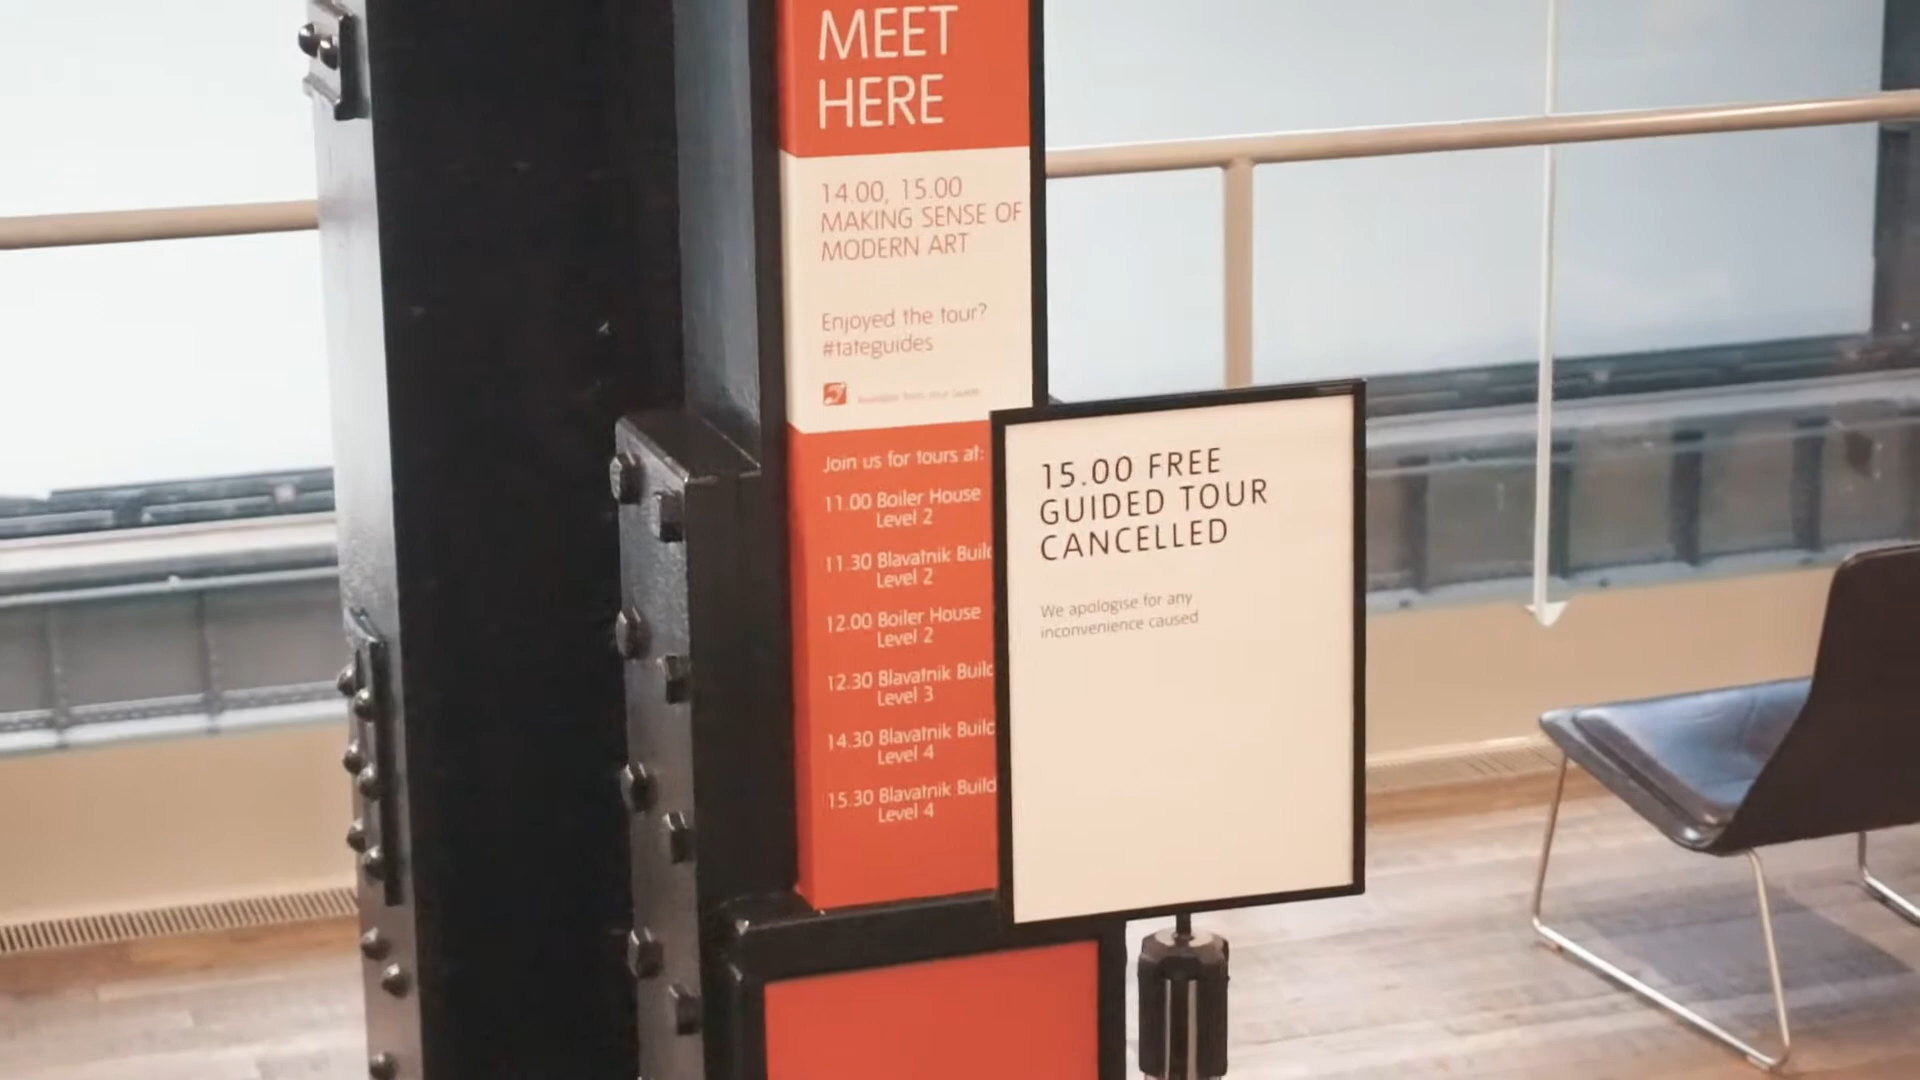 MEET
HERE
14.00, 15.00
MAKING SENSE OF
MODERN ART
Enjoyed the tour?
#tateguides
Join us for tours at:
11.00 Boiler House
Level 2
11.30 Blavatnik Build
Level 2
12.00 Boiler House
Level 2
12.30 Blavatnik Build
Level 3
14.30 Blavatnik Build
Level 4
15.30 Blavatnik Build
Level 4
15.00 FREE
GUIDED TOUR
CANCELLED
We apologise for any
inconvenience caused